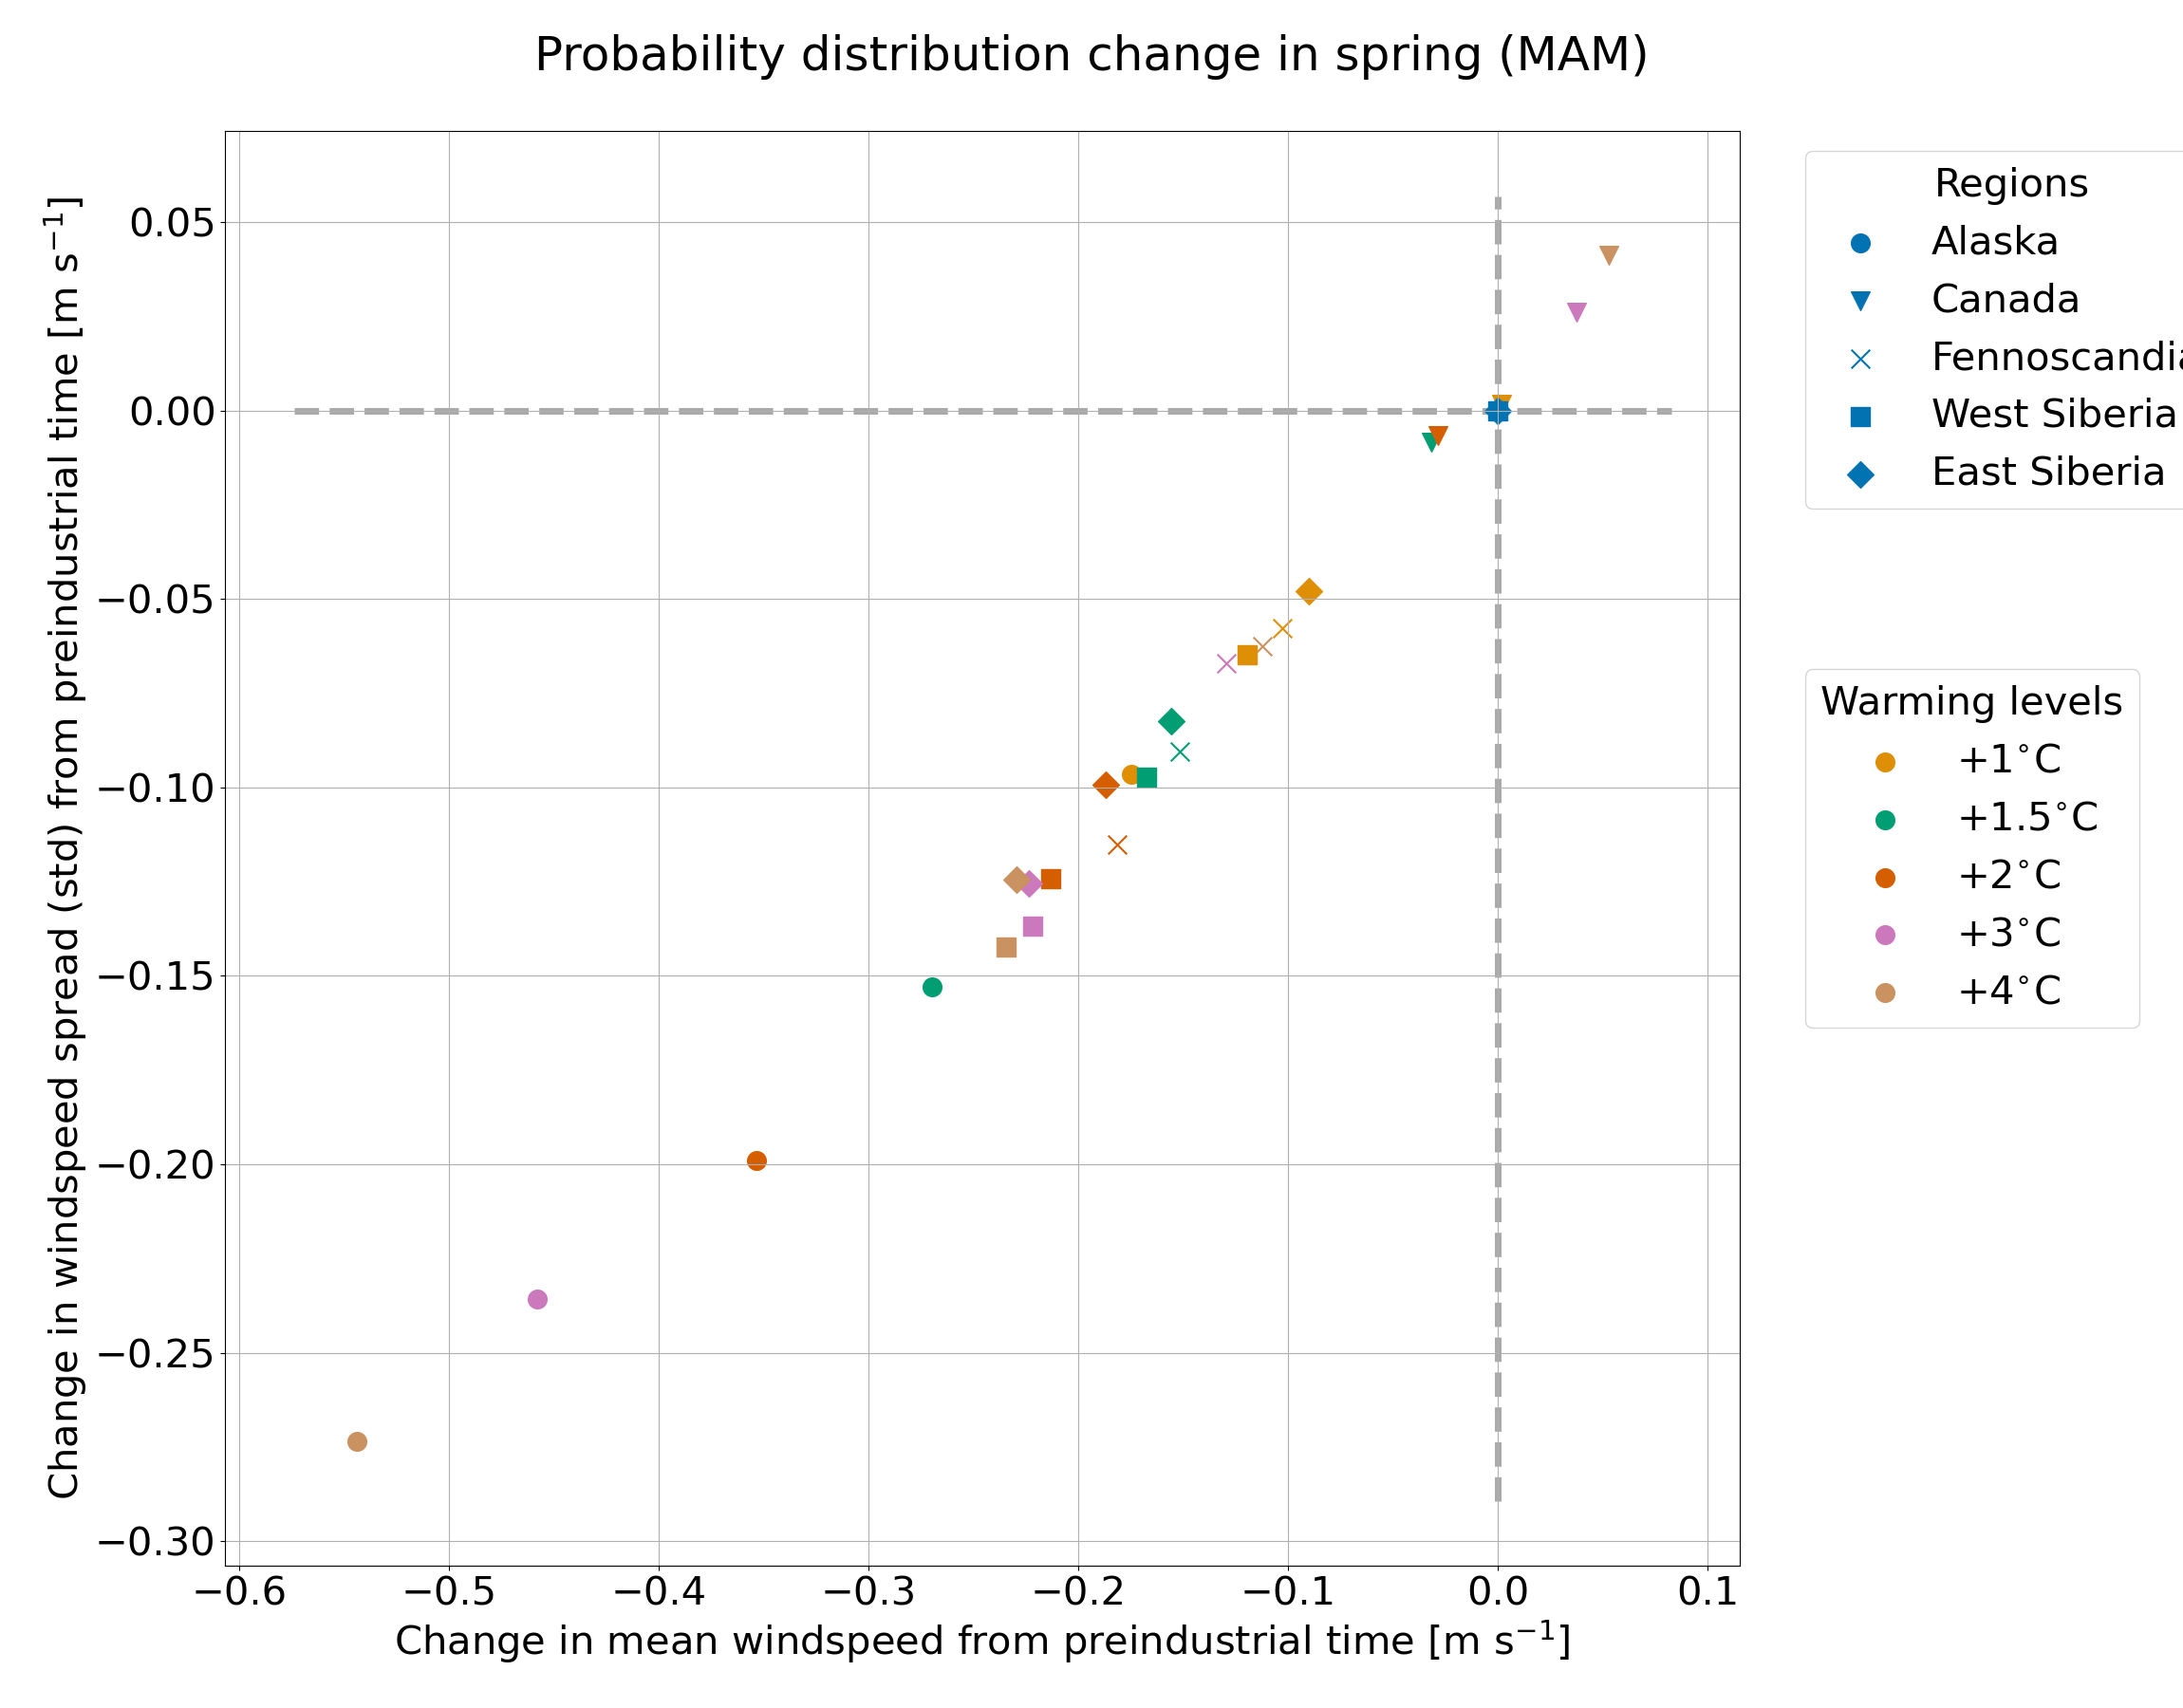 Probability distribution change in spring (MAM)
Change in windspeed spread (std) from preindustrial time [m s⁻¹]
0.05
0.00
−0.05
−0.10
−0.15
−0.20
−0.25
−0.30
−0.6 −0.5 −0.4 −0.3 −0.2 −0.1 0.0 0.1
Change in mean windspeed from preindustrial time [m s⁻¹]
Regions
Alaska
Canada
Fennoscandia
West Siberia
East Siberia
Warming levels
+1°C
+1.5°C
+2°C
+3°C
+4°C